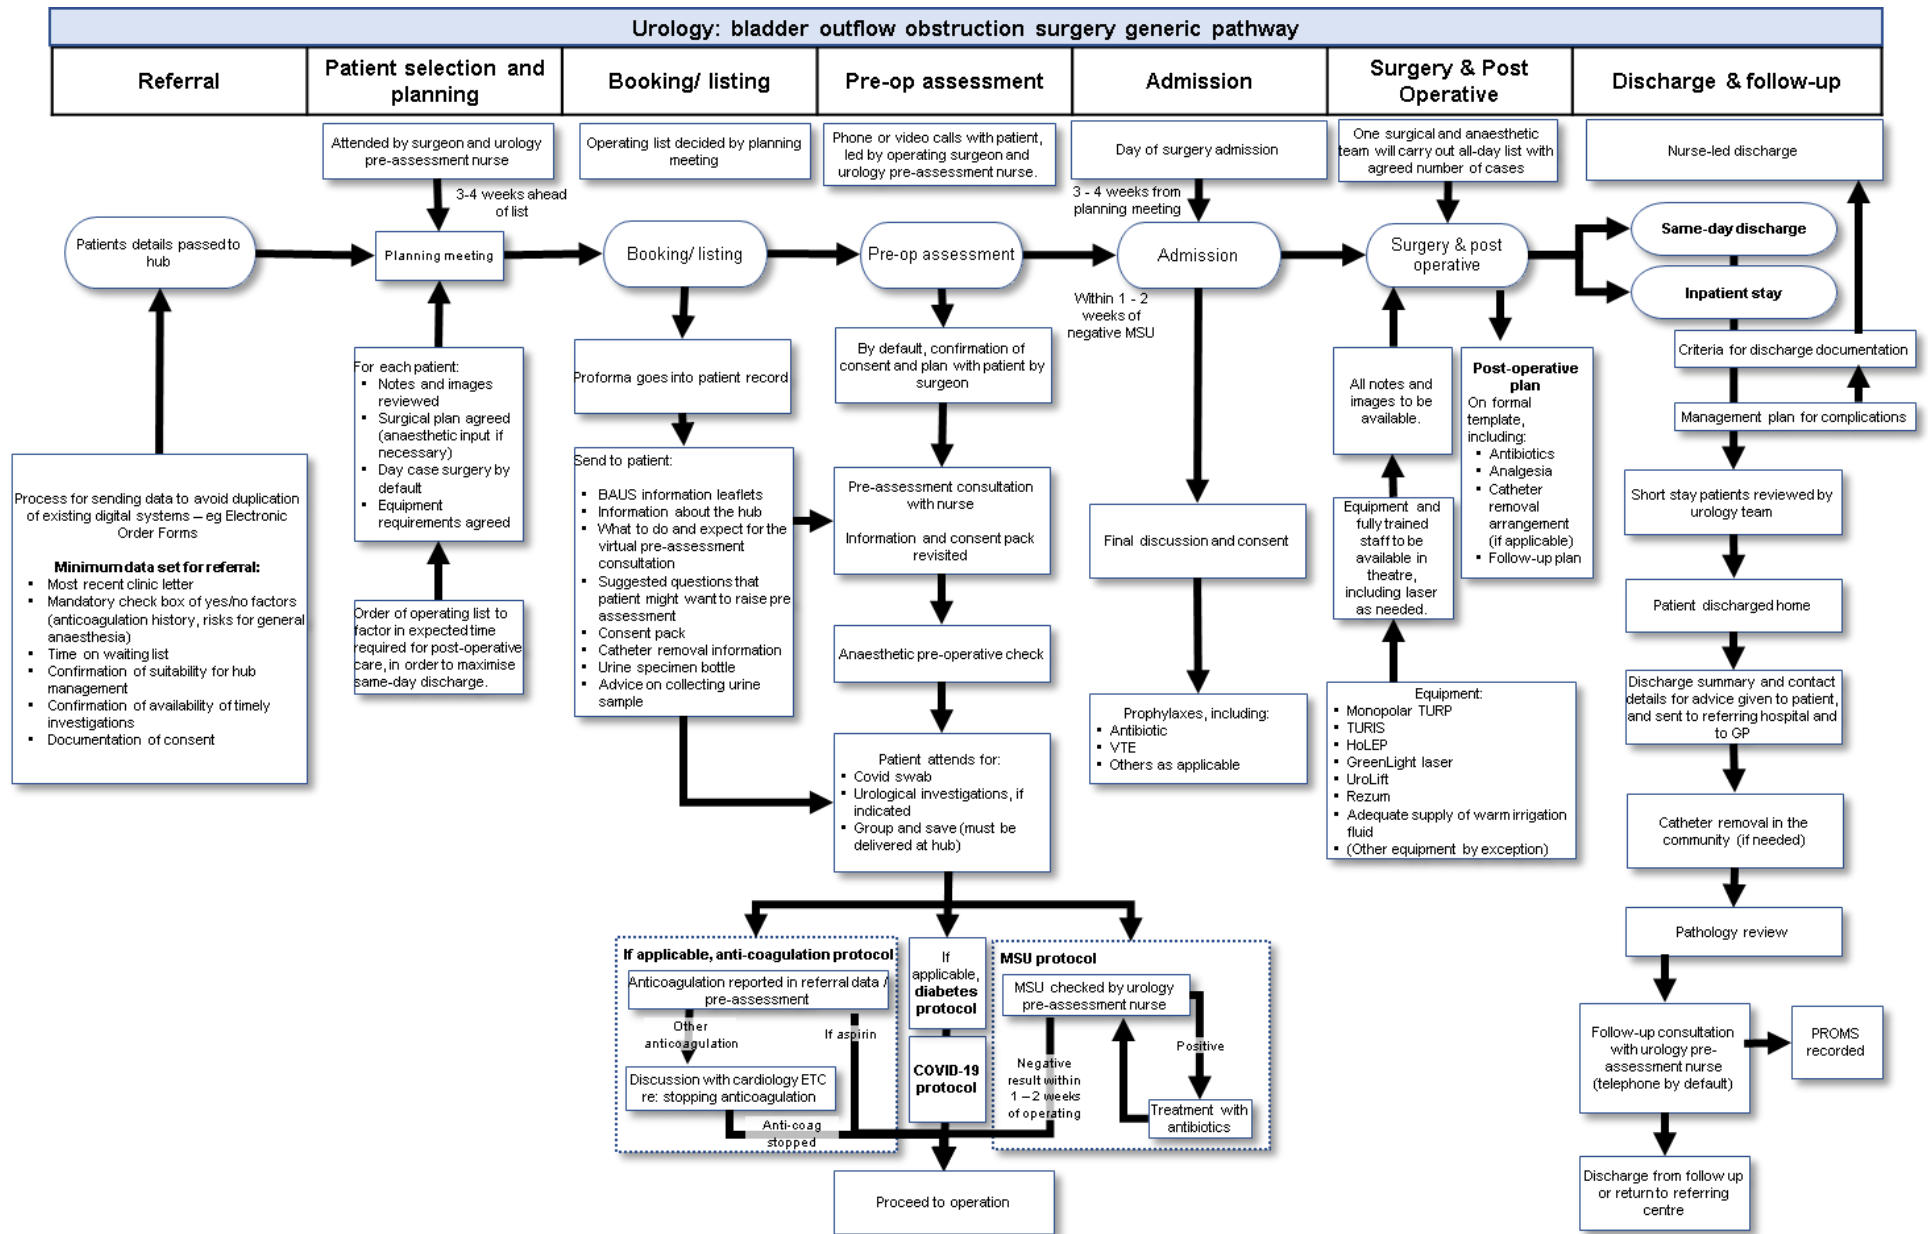 Urology: bladder outflow obstruction surgery generic pathway
Referral
Patient selection and
planning
Booking/ listing
Pre-op assessment
Admission
Surgery & Post
Operative
Discharge & follow-up
Attended by surgeon and urology
pre-assessment nurse
Operating list decided by planning
meeting
Phone or video calls with patient,
led by operating surgeon and
urology pre-assessment nurse.
Day of surgery admission
One surgical and anaesthetic
team will carry out all-day list with
agreed number of cases
Nurse-led discharge
3-4 weeks ahead
of list
3 - 4 weeks from
planning meeting
Patients details passed to
hub
Planning meeting
Booking/ listing
Pre-op assessment
Admission
Surgery & post
operative
Same-day discharge
Inpatient stay
Process for sending data to avoid duplication
of existing digital systems – eg Electronic
Order Forms
Minimum data set for referral:
▪ Most recent clinic letter
▪ Mandatory check box of yes/no factors
(anticoagulation history, risks for general
anaesthesia)
▪ Time on waiting list
▪ Confirmation of suitability for hub
management
▪ Confirmation of availability of timely
investigations
▪ Documentation of consent
For each patient:
▪ Notes and images
reviewed
▪ Surgical plan agreed
(anaesthetic input if
necessary)
▪ Day case surgery by
default
▪ Equipment
requirements agreed
Order of operating list to
factor in expected time
required for post-operative
care, in order to maximise
same-day discharge.
Proforma goes into patient record
Send to patient:
▪ BAUS information leaflets
▪ Information about the hub
▪ What to do and expect for the
virtual pre-assessment
consultation
▪ Suggested questions that
patient might want to raise pre
assessment
▪ Consent pack
▪ Catheter removal information
▪ Urine specimen bottle
▪ Advice on collecting urine
sample
By default, confirmation of
consent and plan with patient by
surgeon
Pre-assessment consultation
with nurse
Information and consent pack
revisited
Anaesthetic pre-operative check
Patient attends for:
▪ Covid swab
▪ Urological investigations, if
indicated
▪ Group and save (must be
delivered at hub)
If applicable, anti-coagulation protocol
Anticoagulation reported in referral data /
pre-assessment
Other
anticoagulation
If aspirin
Discussion with cardiology ETC
re: stopping anticoagulation
Anti-coag
stopped
If
applicable,
diabetes
protocol
COVID-19
protocol
MSU protocol
MSU checked by urology
pre-assessment nurse
Positive
Negative
result within
1 – 2 weeks
of operating
Treatment with
antibiotics
Proceed to operation
Within 1 - 2
weeks of
negative MSU
Final discussion and consent
Prophylaxes, including:
▪ Antibiotic
▪ VTE
▪ Others as applicable
All notes and
images to be
available.
Equipment and
fully trained
staff to be
available in
theatre,
including laser
as needed.
Equipment:
▪ Monopolar TURP
▪ TURIS
▪ HoLEP
▪ GreenLight laser
▪ UroLift
▪ Rezum
▪ Adequate supply of warm irrigation
fluid
▪ (Other equipment by exception)
Post-operative
plan
On formal
template,
including:
▪ Antibiotics
▪ Analgesia
▪ Catheter
removal
arrangement
(if applicable)
▪ Follow-up plan
Criteria for discharge documentation
Management plan for complications
Short stay patients reviewed by
urology team
Patient discharged home
Discharge summary and contact
details for advice given to patient,
and sent to referring hospital and
to GP
Catheter removal in the
community (if needed)
Pathology review
Follow-up consultation
with urology pre-
assessment nurse
(telephone by default)
PROMS
recorded
Discharge from follow up
or return to referring
centre